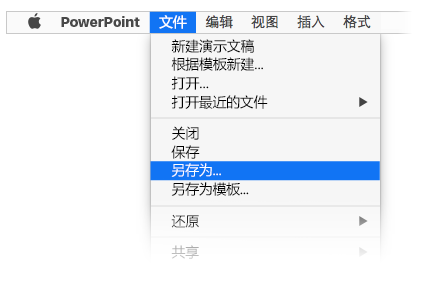 PowerPoint 文件 编辑 视图 插入 格式
新建演示文稿
根据模板新建...
打开...
打开最近的文件
关闭
保存
另存为...
另存为模板...
还原
共享